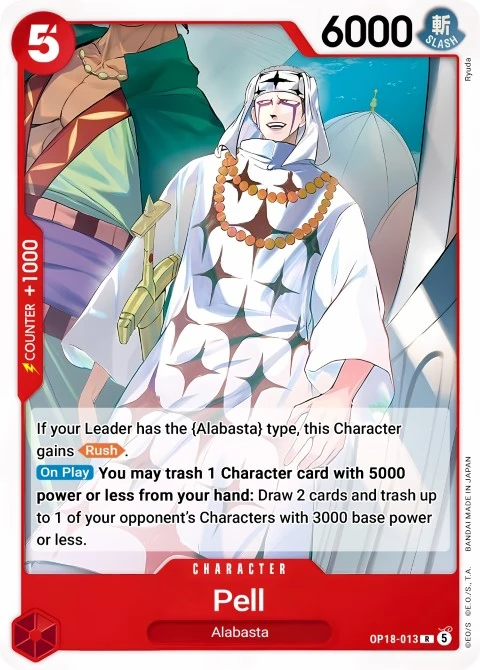 5
6000
斬
SLASH
Ryuda
COUNTER +1000
If your Leader has the {Alabasta} type, this Character
gains Rush.
On Play You may trash 1 Character card with 5000
power or less from your hand: Draw 2 cards and trash up
to 1 of your opponent's Characters with 3000 base power
or less.
CHARACTER
Pell
Alabasta
OP18-013 R 5
©E.O/S ©E.O./S.,T.A. BANDAI MADE IN JAPAN